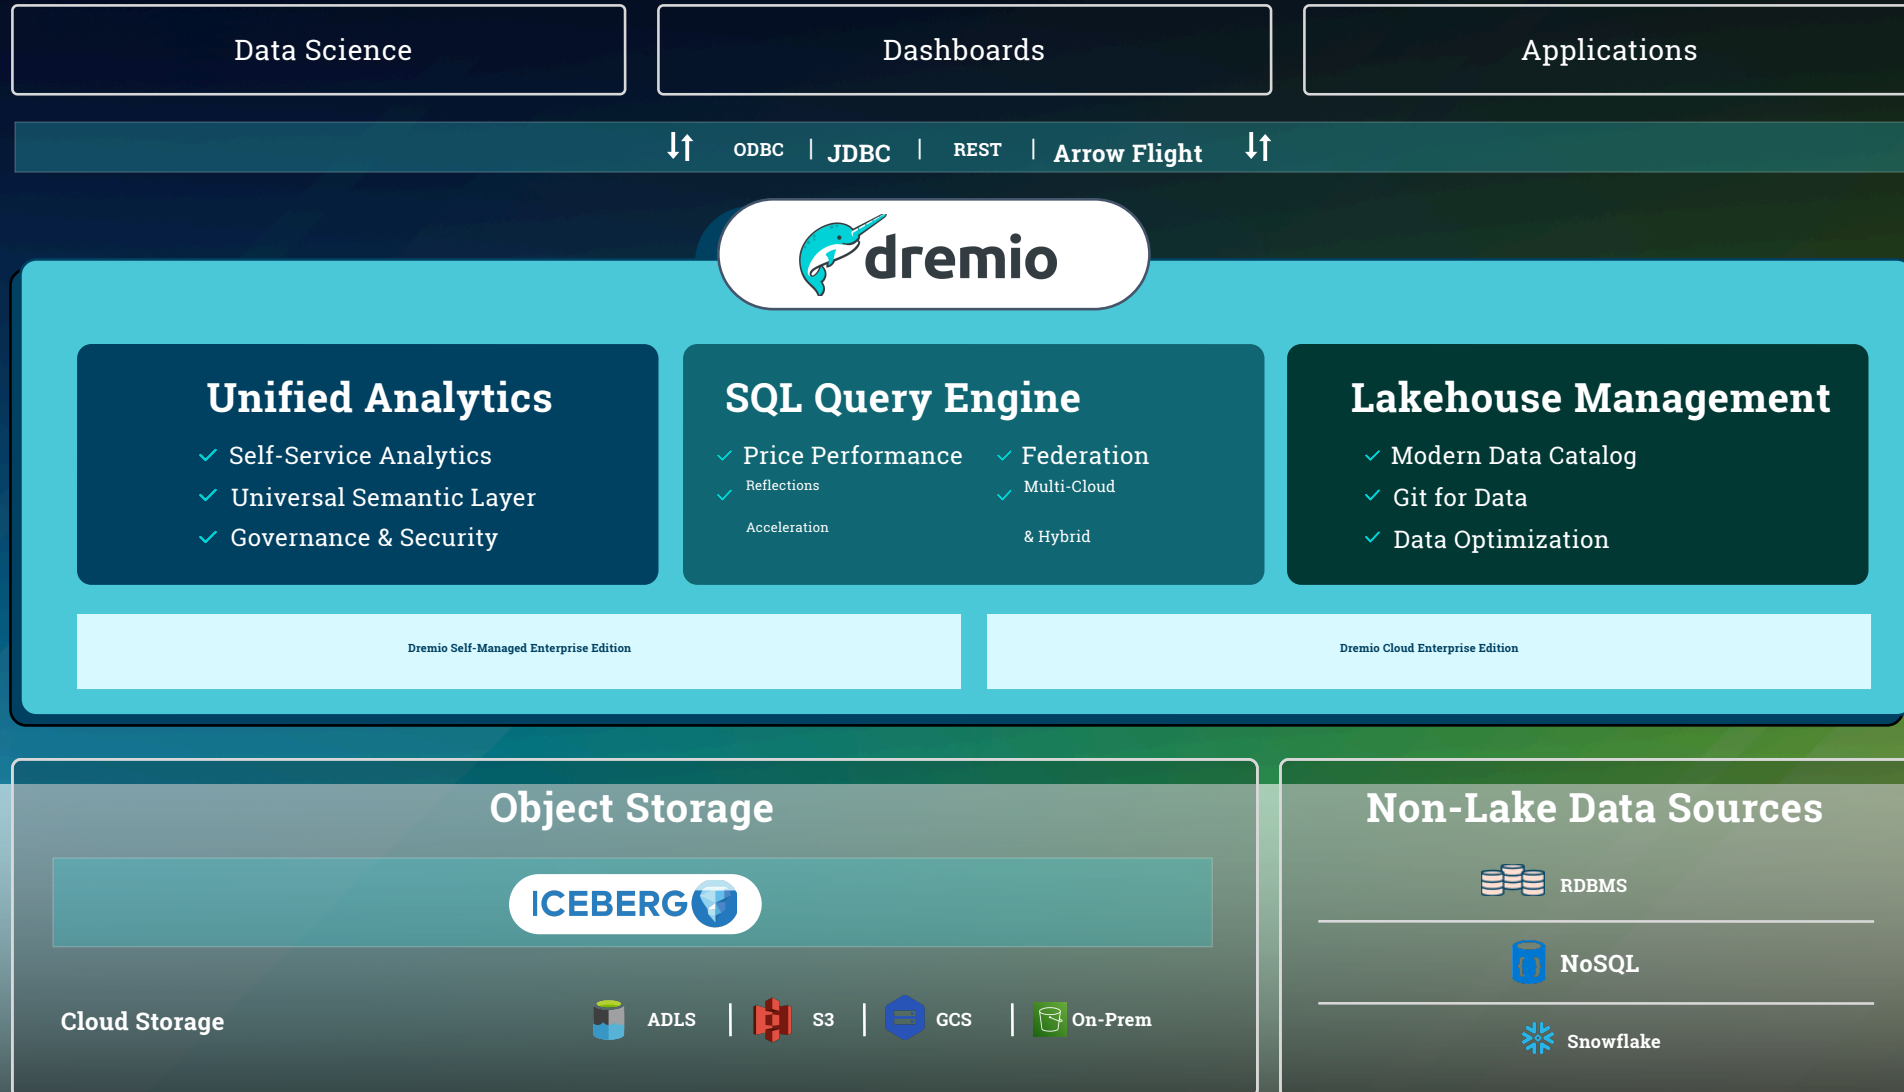 Data Science
Dashboards
Applications
ODBC | JDBC | REST | Arrow Flight
dremio
Unified Analytics
Self-Service Analytics
Universal Semantic Layer
Governance & Security
SQL Query Engine
Price Performance
Reflections
Acceleration
Federation
Multi-Cloud
& Hybrid
Lakehouse Management
Modern Data Catalog
Git for Data
Data Optimization
Dremio Self-Managed Enterprise Edition
Dremio Cloud Enterprise Edition
Object Storage
ICEBERG
Cloud Storage
ADLS | S3 | GCS | On-Prem
Non-Lake Data Sources
RDBMS
NoSQL
Snowflake